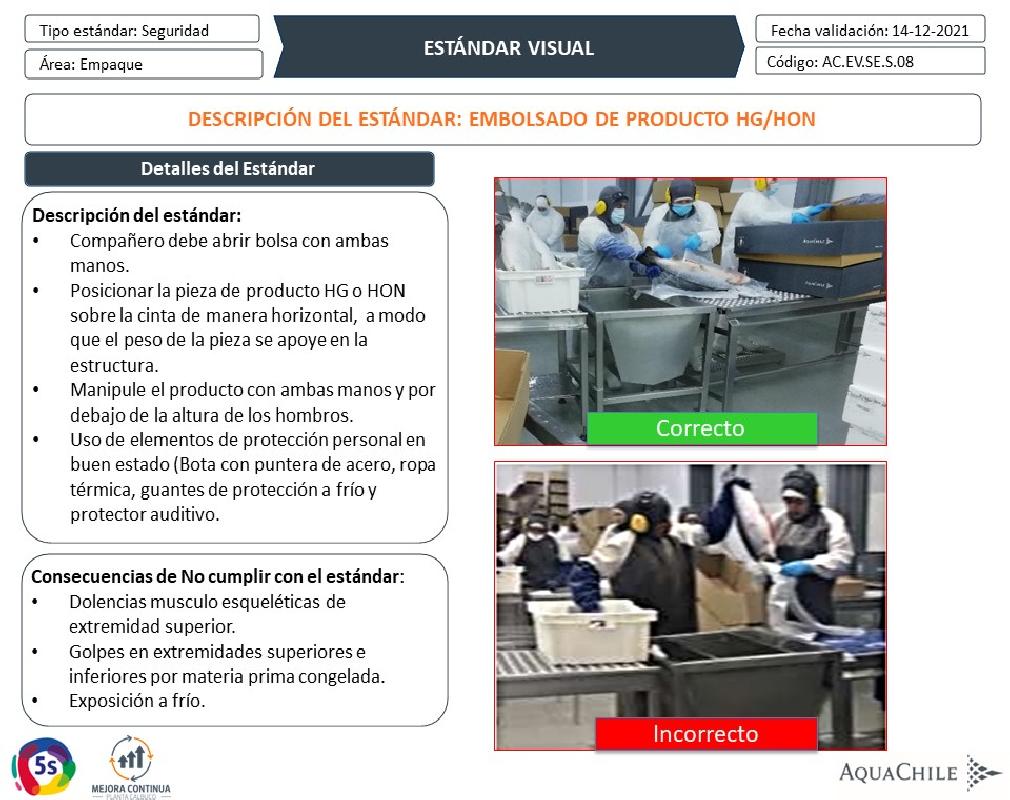 Tipo estándar: Seguridad
Área: Empaque
ESTÁNDAR VISUAL
Fecha validación: 14-12-2021
Código: AC.EV.SE.S.08
DESCRIPCIÓN DEL ESTÁNDAR: EMBOLSADO DE PRODUCTO HG/HON
Detalles del Estándar
Descripción del estándar:
• Compañero debe abrir bolsa con ambas
manos.
• Posicionar la pieza de producto HG o HON
sobre la cinta de manera horizontal, a modo
que el peso de la pieza se apoye en la
estructura.
• Manipule el producto con ambas manos y por
debajo de la altura de los hombros.
• Uso de elementos de protección personal en
buen estado (Bota con puntera de acero, ropa
térmica, guantes de protección a frío y
protector auditivo.
Consecuencias de No cumplir con el estándar:
• Dolencias musculo esqueléticas de
extremidad superior.
• Golpes en extremidades superiores e
inferiores por materia prima congelada.
• Exposición a frío.
AQUACHILE
AQUACHILE
Correcto
Incorrecto
5s
MEJORA CONTINUA
PLANTA CALBUCO
AQUACHILE